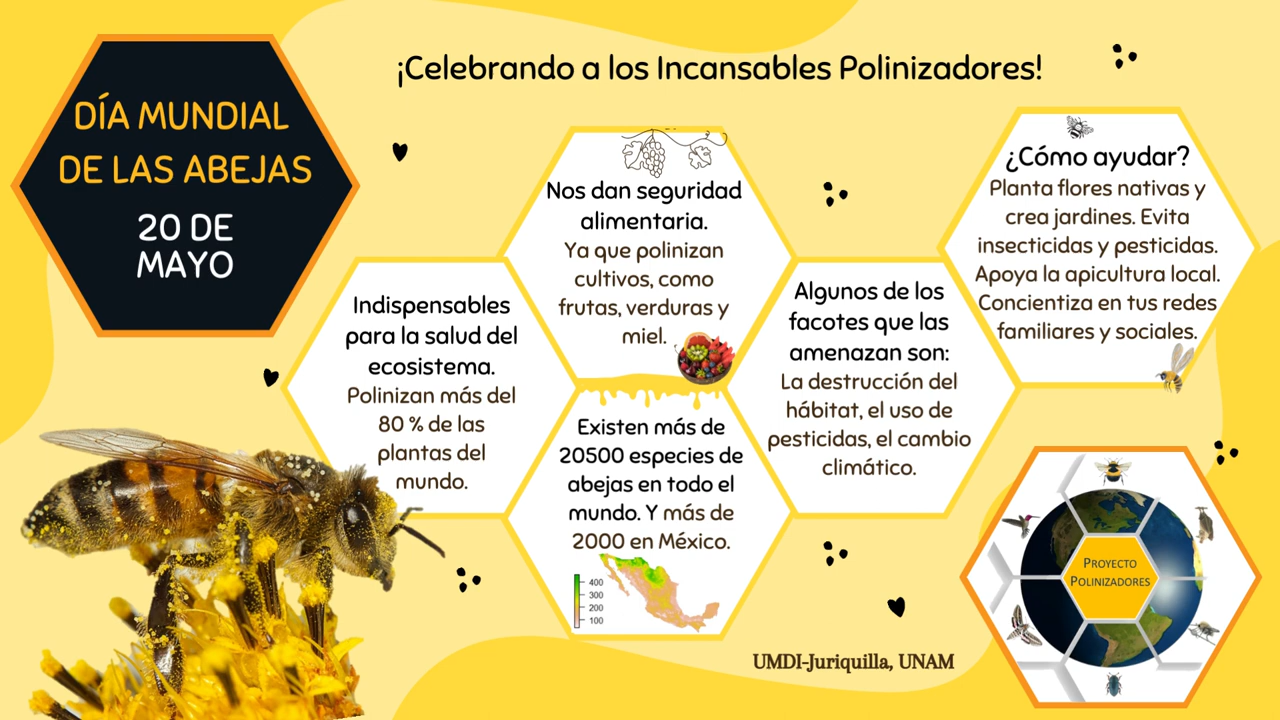 ¡Celebrando a los Incansables Polinizadores!
DÍA MUNDIAL
DE LAS ABEJAS
20 DE
MAYO
Indispensables
para la salud del
ecosistema.
Polinizan más del
80 % de las
plantas del
mundo.
Nos dan seguridad
alimentaria.
Ya que polinizan
cultivos, como
frutas, verduras y
miel.
Existen más de
20500 especies de
abejas en todo el
mundo. Y más de
2000 en México.
400
300
200
100
Algunos de los
facotes que las
amenazan son:
La destrucción del
hábitat, el uso de
pesticidas, el cambio
climático.
¿Cómo ayudar?
Planta flores nativas y
crea jardines. Evita
insecticidas y pesticidas.
Apoya la apicultura local.
Concientiza en tus redes
familiares y sociales.
PROYECTO
POLINIZADORES
UMDI-Juriquilla, UNAM